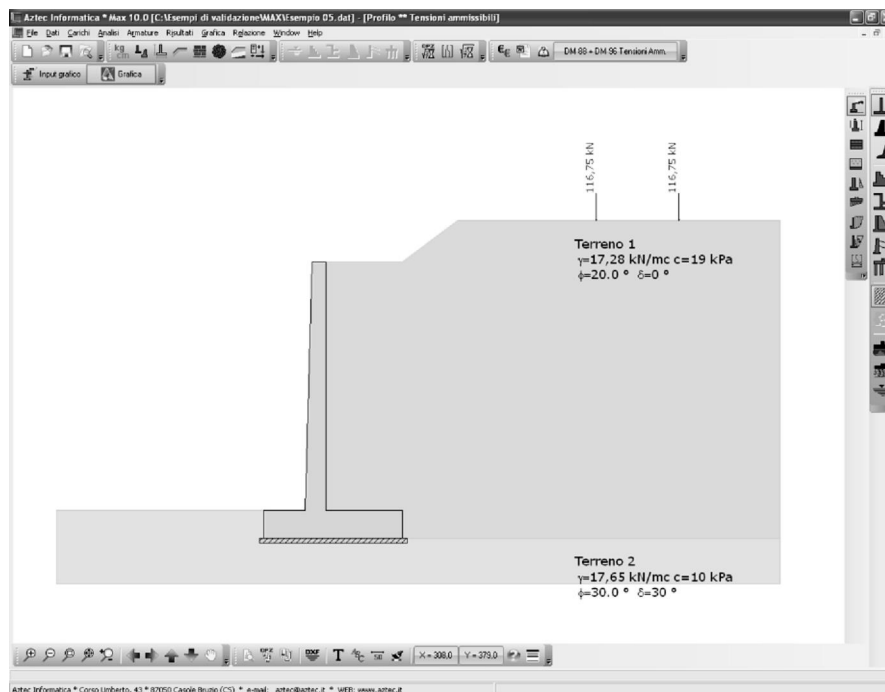 Aztec Informatica * Max 10.0 [C:\Esempi di validazione\MAX\Esempio 05.dat] - [Profilo ** Tensioni ammissibili]
File Dati Carichi Analisi Armature Risultati Grafica Relazione Window Help
DM 88 + DM 96 Tensioni Amm.
Input grafico Grafica
116,75 kN
116,75 kN
Terreno 1
γ=17,28 kN/mc c=19 kPa
ϕ=20.0 ° δ=0 °
Terreno 2
γ=17,65 kN/mc c=10 kPa
ϕ=30.0 ° δ=30 °
DXF T X = 308,0 Y = 379,0
Aztec Informatica * Corso Umberto, 43 * 87050 Casole Bruzio (CS) * e-mail: aztec@aztec.it * WEB: www.aztec.it